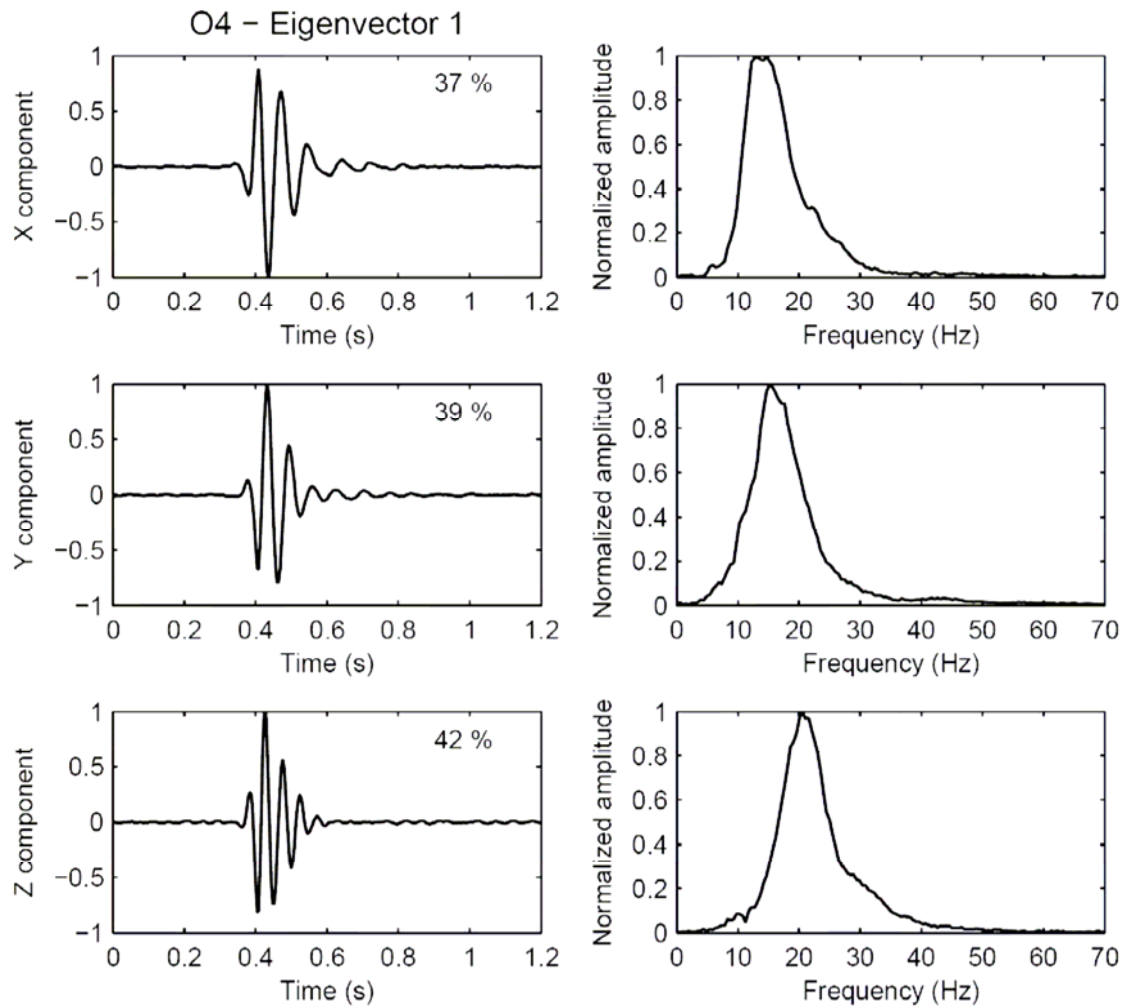 O4 − Eigenvector 1
X component
1
0.5
0
−0.5
−1
37 %
0 0.2 0.4 0.6 0.8 1 1.2
Time (s)
Normalized amplitude
1
0.8
0.6
0.4
0.2
0
0 10 20 30 40 50 60 70
Frequency (Hz)
Y component
1
0.5
0
−0.5
−1
39 %
0 0.2 0.4 0.6 0.8 1 1.2
Time (s)
Normalized amplitude
1
0.8
0.6
0.4
0.2
0
0 10 20 30 40 50 60 70
Frequency (Hz)
Z component
1
0.5
0
−0.5
−1
42 %
0 0.2 0.4 0.6 0.8 1 1.2
Time (s)
Normalized amplitude
1
0.8
0.6
0.4
0.2
0
0 10 20 30 40 50 60 70
Frequency (Hz)